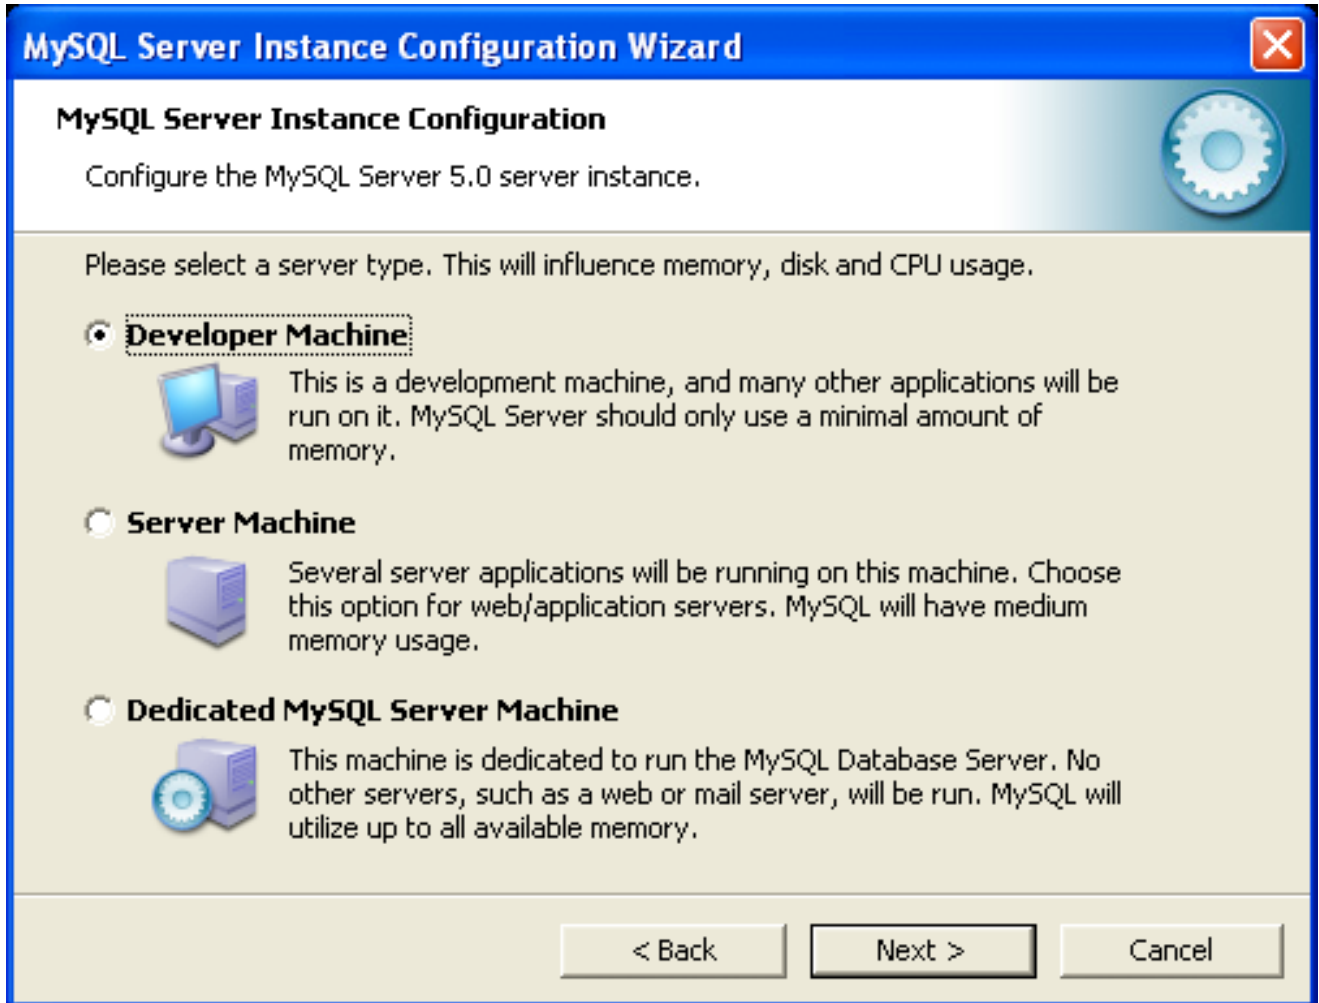 MySQL Server Instance Configuration Wizard
MySQL Server Instance Configuration
Configure the MySQL Server 5.0 server instance.
Please select a server type. This will influence memory, disk and CPU usage.
Developer Machine
This is a development machine, and many other applications will be
run on it. MySQL Server should only use a minimal amount of
memory.
Server Machine
Several server applications will be running on this machine. Choose
this option for web/application servers. MySQL will have medium
memory usage.
Dedicated MySQL Server Machine
This machine is dedicated to run the MySQL Database Server. No
other servers, such as a web or mail server, will be run. MySQL will
utilize up to all available memory.
< Back
Next >
Cancel